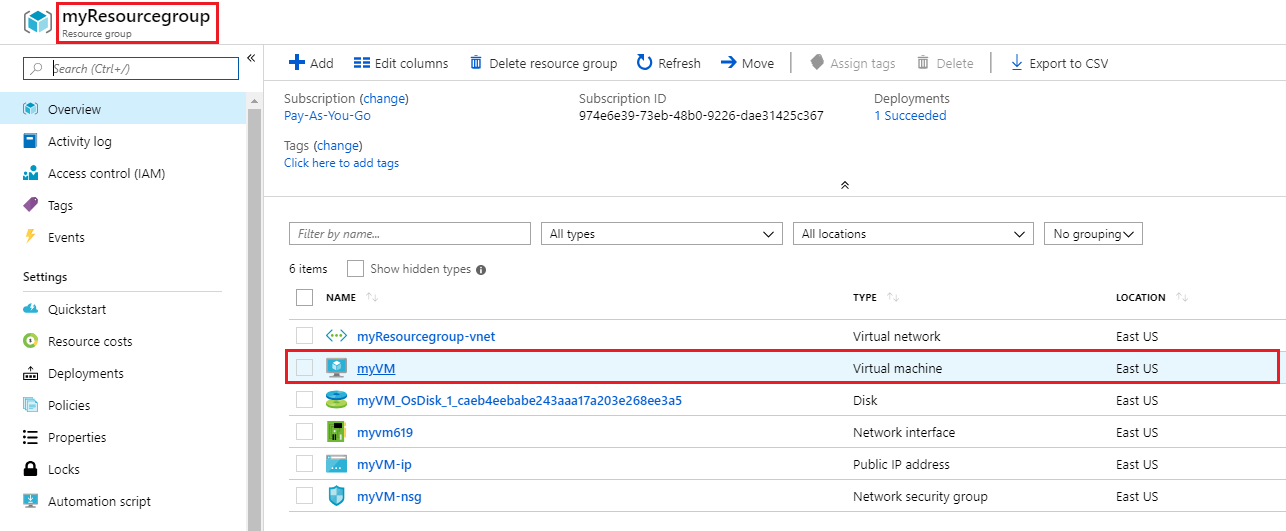 myResourcegroup
Resource group
Search (Ctrl+/)
Overview
Activity log
Access control (IAM)
Tags
Events
Settings
Quickstart
Resource costs
Deployments
Policies
Properties
Locks
Automation script
Add Edit columns Delete resource group Refresh Move Assign tags Delete Export to CSV
Subscription (change) Subscription ID Deployments
Pay-As-You-Go 974e6e39-73eb-48b0-9226-dae31425c367 1 Succeeded
Tags (change)
Click here to add tags
Filter by name... All types All locations No grouping
6 items Show hidden types
NAME TYPE LOCATION
myResourcegroup-vnet Virtual network East US
myVM Virtual machine East US
myVM_OsDisk_1_caeb4eebabe243aaa17a203e268ee3a5 Disk East US
myvm619 Network interface East US
myVM-ip Public IP address East US
myVM-nsg Network security group East US